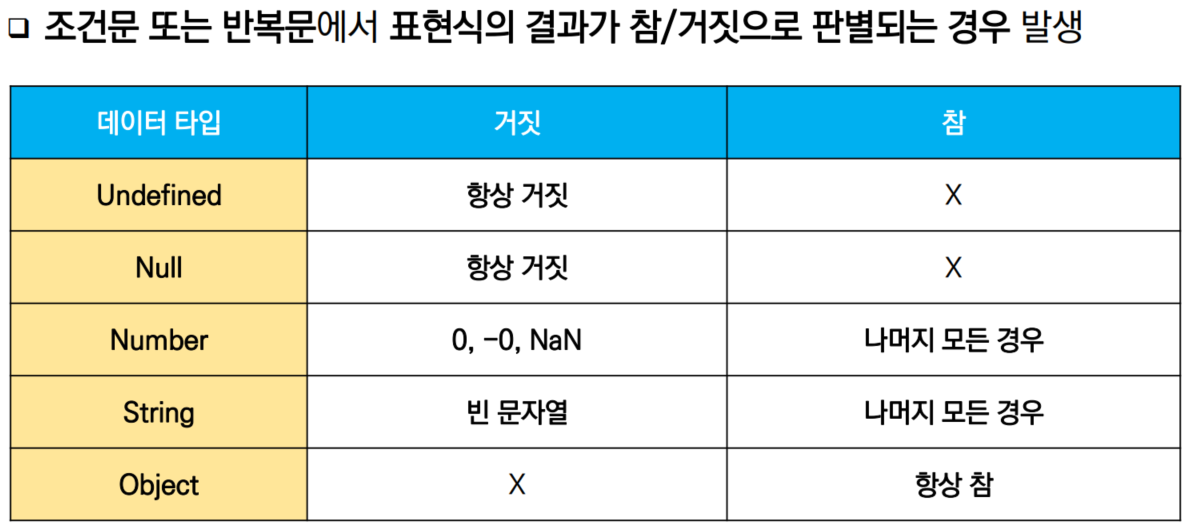 ❑ 조건문 또는 반복문에서 표현식의 결과가 참/거짓으로 판별되는 경우 발생
데이터 타입 거짓 참
Undefined 항상 거짓 X
Null 항상 거짓 X
Number 0, -0, NaN 나머지 모든 경우
String 빈 문자열 나머지 모든 경우
Object X 항상 참